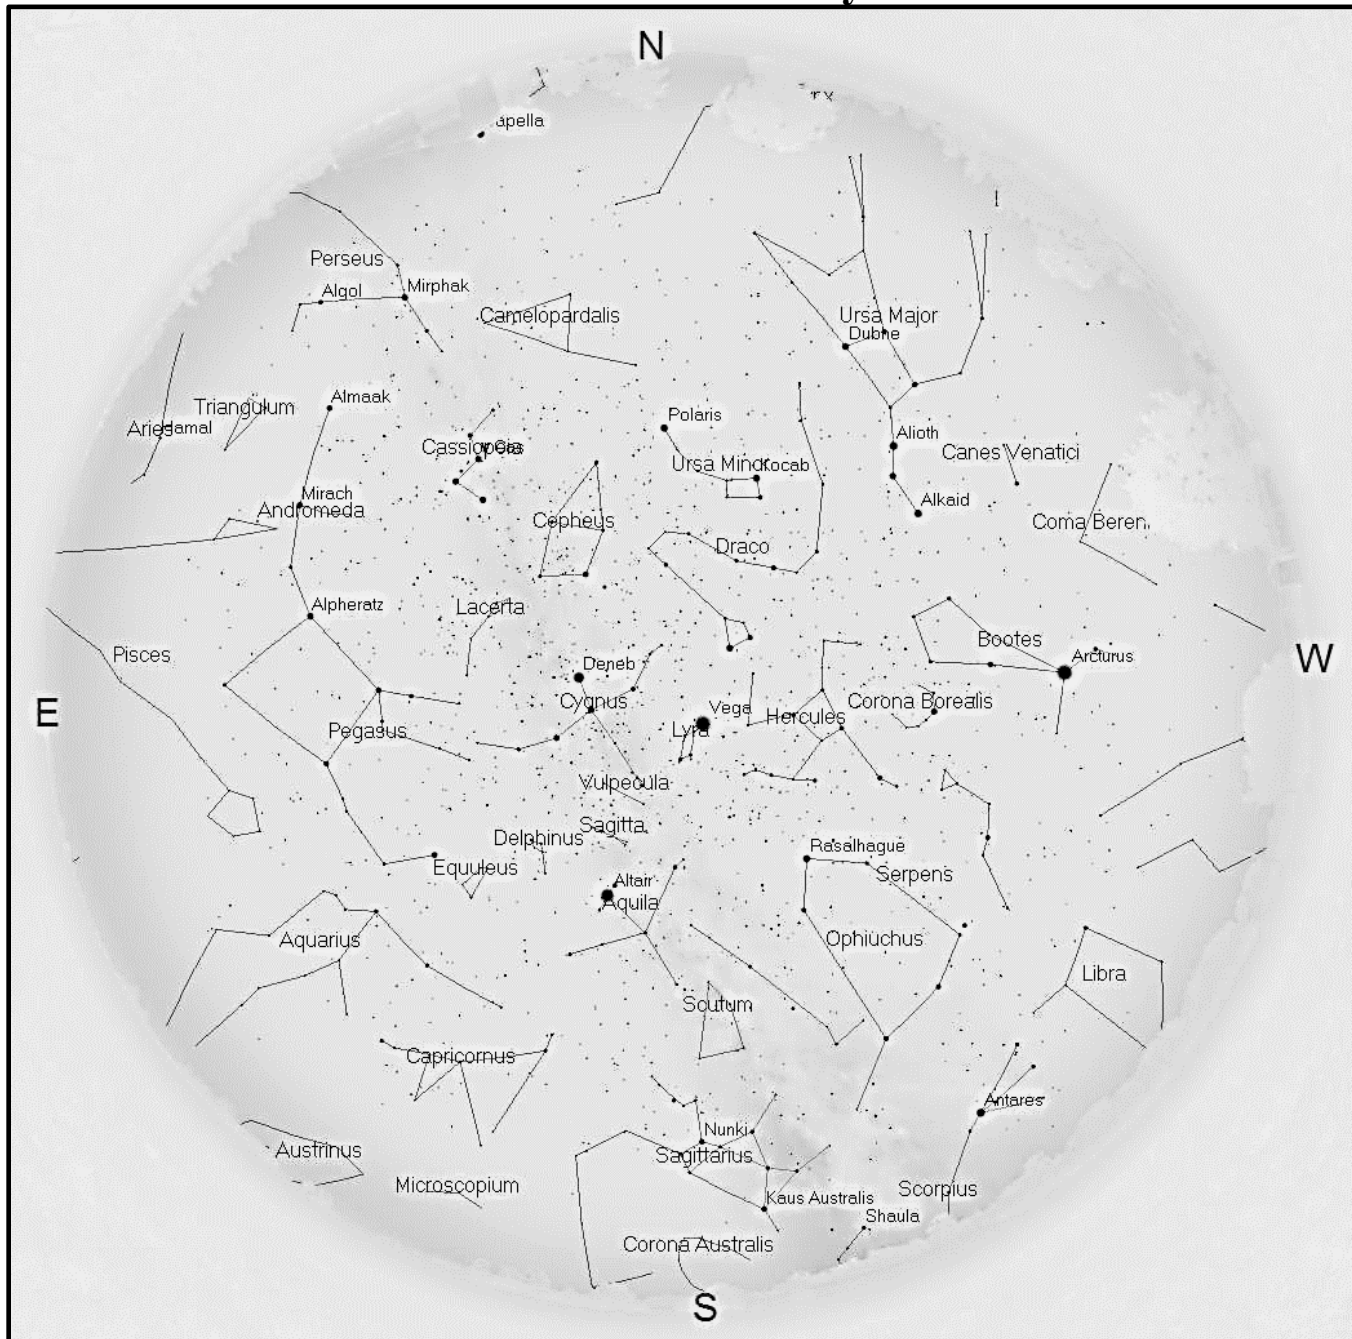 N
apella
Perseus
Algol
Mirphak
Camelopardalis
Ursa Major
Dubhe
Triangulum
Almaak
Polaris
Alioth
Cassiopeia
Ursa Minor
Kocab
Canes Venatici
Mirach
Andromeda
Alkaid
Cepheus
Coma Beren
Draco
Alpheratz
Lacerta
Bootes
Pisces
Arcturus
W
Deneb
Cygnus
Corona Borealis
E
Vega
Lyra
Hercules
Pegasus
Vulpecula
Sagitta
Delphinus
Rasalhague
Equuleus
Serpens
Altair
Aquila
Aquarius
Ophiuchus
Libra
Scutum
Capricornus
Antares
Nunki
Austrinus
Sagittarius
Microscopium
Scorpius
Kaus Australis
Shaula
Corona Australis
S